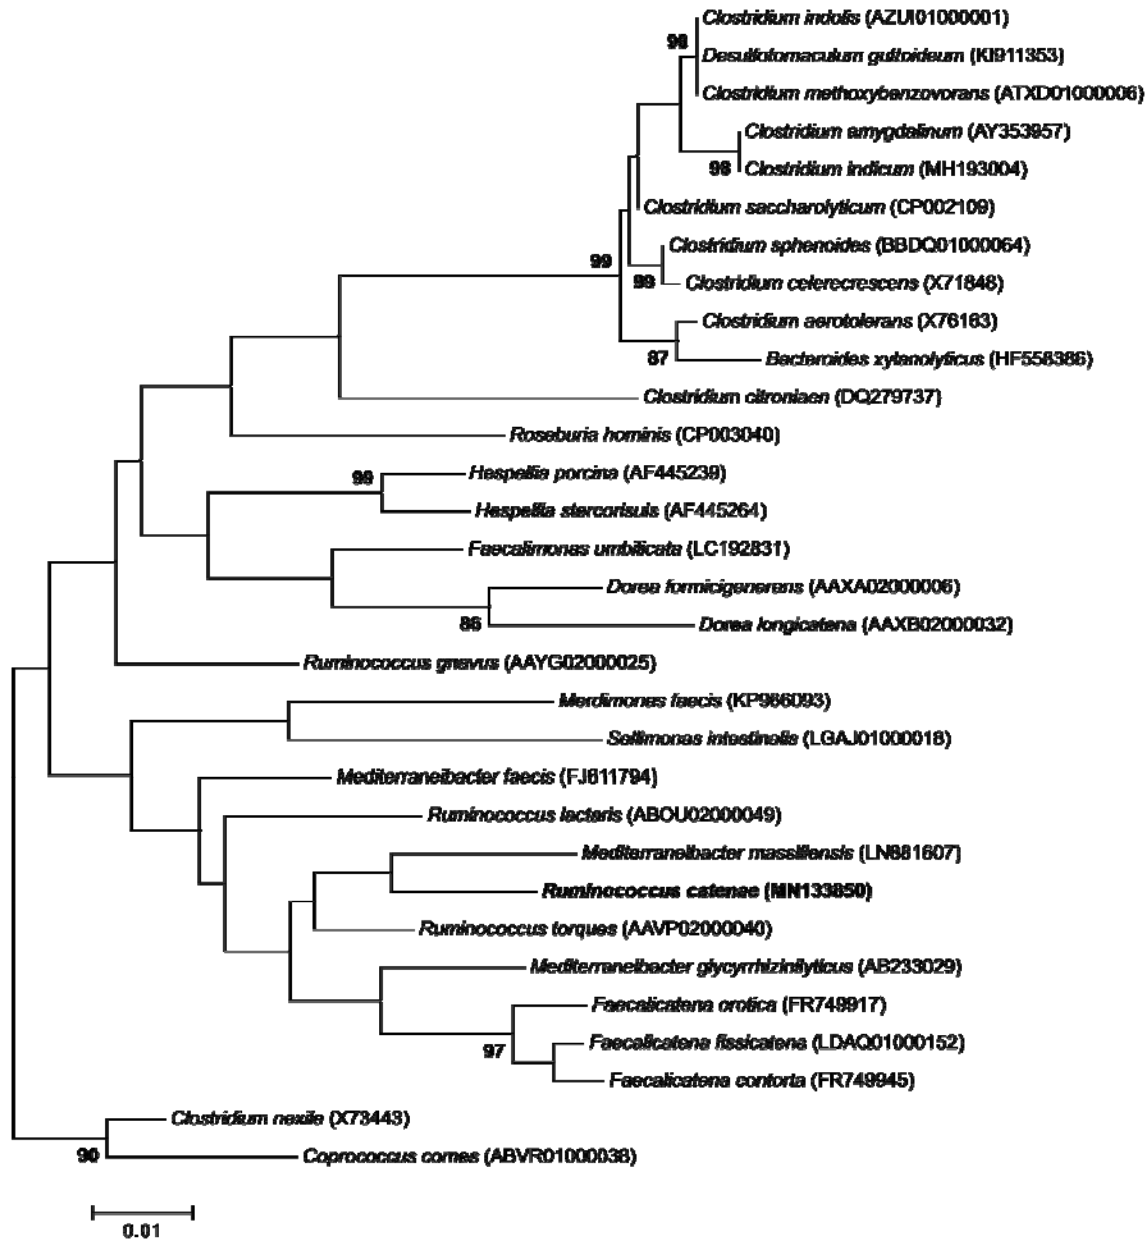 Clostridium indolis (AZUI01000001)
98
Desulfotomaculum guttoideum (KI911353)
Clostridium methoxybenzovorans (ATXD01000006)
Clostridium amygdalinum (AY353957)
98 Clostridium indicum (MH193004)
Clostridium saccharolyticum (CP002109)
Clostridium sphenoides (BBDQ01000064)
99
99 Clostridium celerecrescens (X71848)
Clostridium aerotolerans (X76163)
87 Bacteroides xylanolyticus (HF558386)
Clostridium citroniaen (DQ279737)
Roseburia hominis (CP003040)
99 Hespellia porcina (AF445239)
Hespellia stercorisuis (AF445264)
Faecalimonas umbilicata (LC192831)
Dorea formicigenerans (AAXA02000006)
86 Dorea longicatena (AAXB02000032)
Ruminococcus gnavus (AAYG02000025)
Merdimonas faecis (KP966093)
Sellimonas intestinalis (LGAJ01000018)
Mediterraneibacter faecis (FJ611794)
Ruminococcus lactaris (ABOU02000049)
Mediterraneibacter massiliensis (LN881607)
Ruminococcus catenae (MN133850)
Ruminococcus torques (AAVP02000040)
Mediterraneibacter glycyrrhizinilyticus (AB233029)
Faecalicatena orotica (FR749917)
97 Faecalicatena fissicatena (LDAQ01000152)
Faecalicatena contorta (FR749945)
Clostridium nexile (X73443)
90 Coprococcus comes (ABVR01000038)
0.01